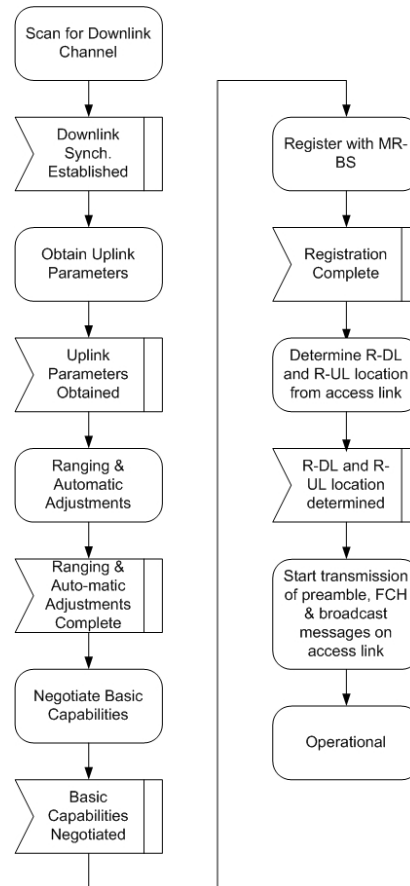 Scan for Downlink
Channel
Downlink
Synch.
Established
Obtain Uplink
Parameters
Uplink
Parameters
Obtained
Ranging &
Automatic
Adjustments
Ranging &
Auto-matic
Adjustments
Complete
Negotiate Basic
Capabilities
Basic
Capabilities
Negotiated
Register with MR-
BS
Registration
Complete
Determine R-DL
and R-UL location
from access link
R-DL and R-
UL location
determined
Start transmission
of preamble, FCH
& broadcast
messages on
access link
Operational